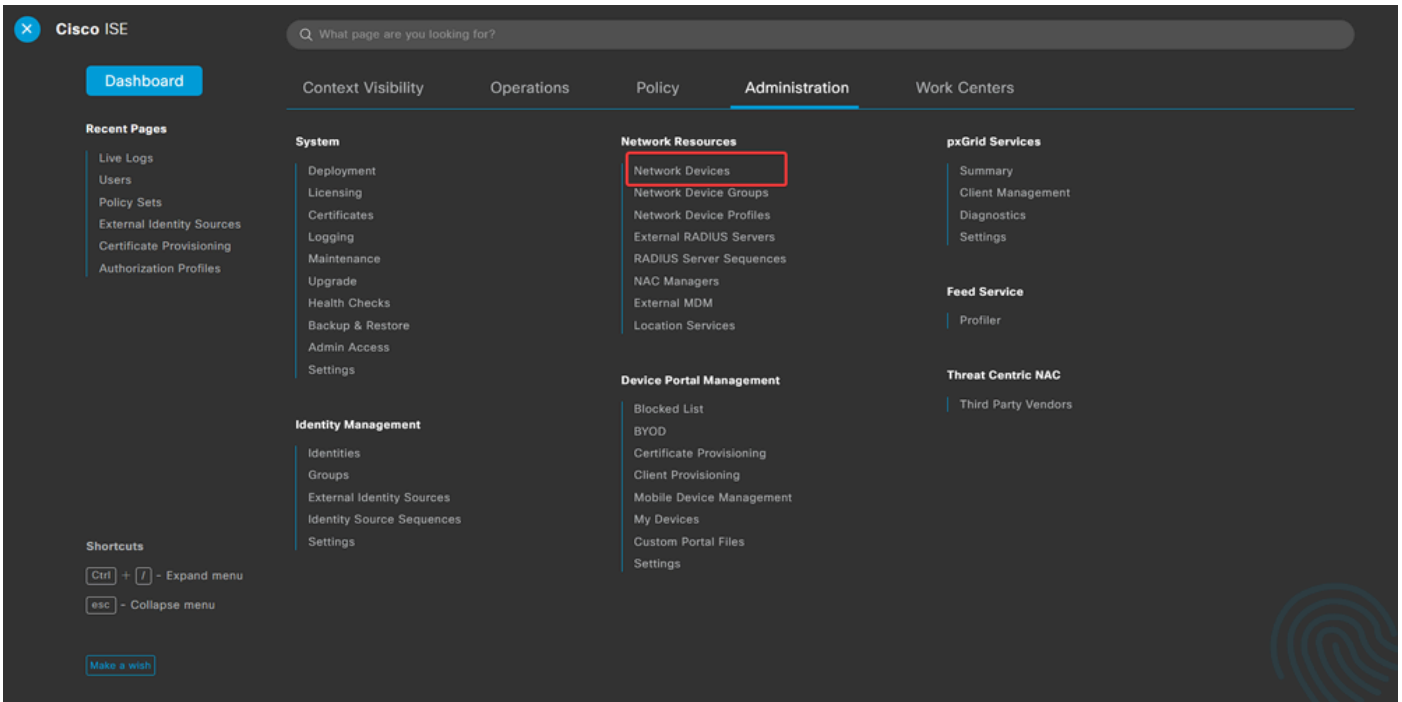 Cisco ISE
What page are you looking for?
Dashboard
Context Visibility
Operations
Policy
Administration
Work Centers
Recent Pages
Live Logs
Users
Policy Sets
External Identity Sources
Certificate Provisioning
Authorization Profiles
System
Deployment
Licensing
Certificates
Logging
Maintenance
Upgrade
Health Checks
Backup & Restore
Admin Access
Settings
Identity Management
Identities
Groups
External Identity Sources
Identity Source Sequences
Settings
Network Resources
Network Devices
Network Device Groups
Network Device Profiles
External RADIUS Servers
RADIUS Server Sequences
NAC Managers
External MDM
Location Services
Device Portal Management
Blocked List
BYOD
Certificate Provisioning
Client Provisioning
Mobile Device Management
My Devices
Custom Portal Files
Settings
pxGrid Services
Summary
Client Management
Diagnostics
Settings
Feed Service
Profiler
Threat Centric NAC
Third Party Vendors
Shortcuts
Ctrl + / - Expand menu
esc - Collapse menu
Make a wish